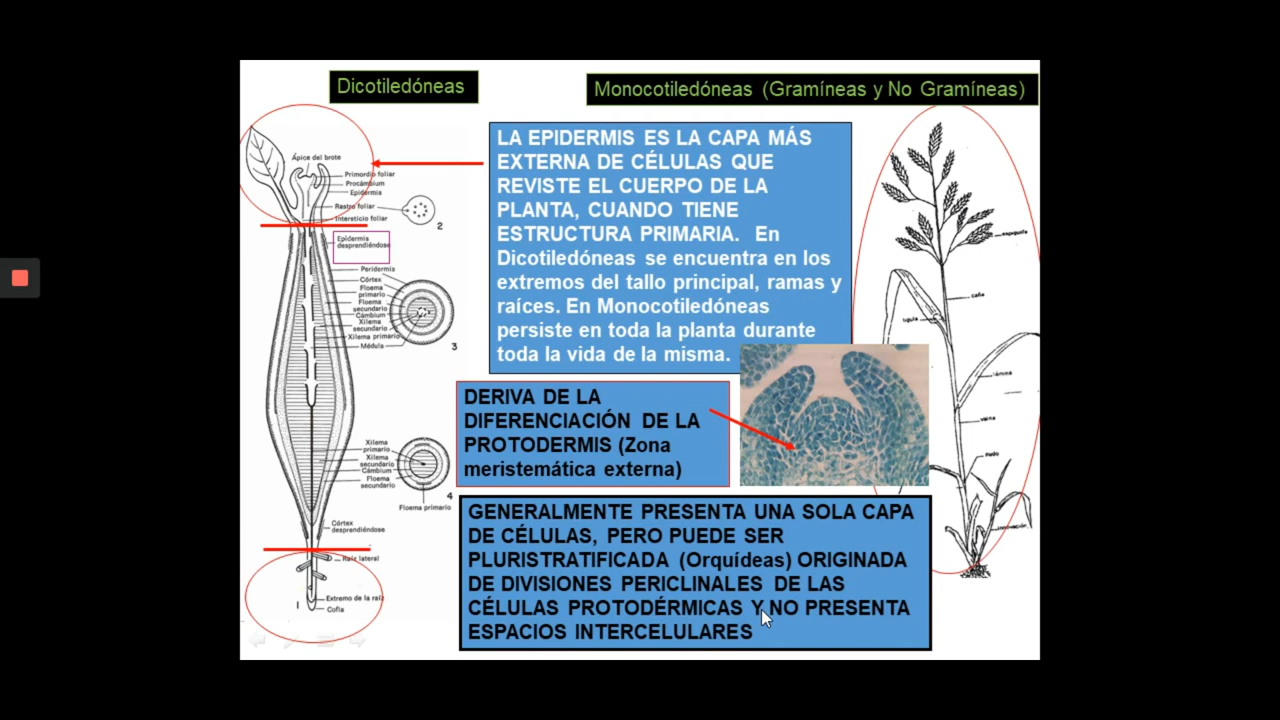 Dicotiledóneas
Monocotiledóneas (Gramíneas y No Gramíneas)
LA EPIDERMIS ES LA CAPA MÁS
EXTERNA DE CÉLULAS QUE
REVISTE EL CUERPO DE LA
PLANTA, CUANDO TIENE
ESTRUCTURA PRIMARIA. En
Dicotiledóneas se encuentra en los
extremos del tallo principal, ramas y
raíces. En Monocotiledóneas
persiste en toda la planta durante
toda la vida de la misma.
DERIVA DE LA
DIFERENCIACIÓN DE LA
PROTODERMIS (Zona
meristemática externa)
GENERALMENTE PRESENTA UNA SOLA CAPA
DE CÉLULAS, PERO PUEDE SER
PLURISTRATIFICADA (Orquídeas) ORIGINADA
DE DIVISIONES PERICLINALES DE LAS
CÉLULAS PROTODÉRMICAS Y NO PRESENTA
ESPACIOS INTERCELULARES
Ápice del brote
Primordio foliar
Procámbium
Epidermis
Rastro foliar
Intersticio foliar
2
Epidermis
desprendiéndose
Peridermis
Córtex
Floema
primario
Floema
secundario
Cámbium
Xilema
secundario
Xilema primario
Médula
3
Xilema
primario
Xilema
secundario
Cámbium
Floema
secundario
4
Floema primario
Córtex
desprendiéndose
Raíz lateral
1
Extremo de la raíz
Cofia
espiguilla
caña
lígula
lámina
vaina
nudo
innovación